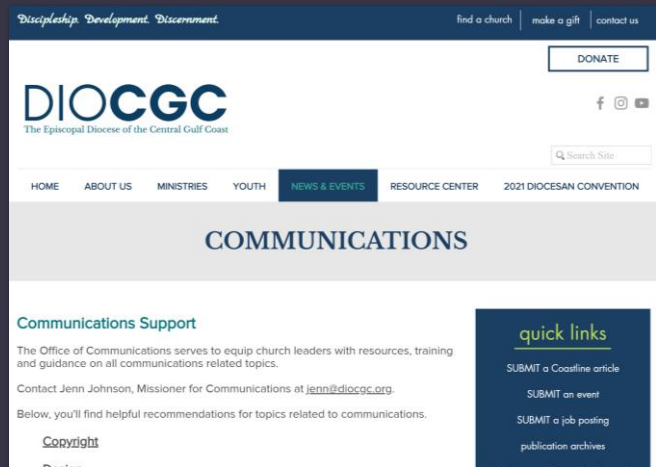 Discipleship. Development. Discernment.
find a church
make a gift
contact us
DONATE
DIOCGC
The Episcopal Diocese of the Central Gulf Coast
Search Site
HOME
ABOUT US
MINISTRIES
YOUTH
NEWS & EVENTS
RESOURCE CENTER
2021 DIOCESAN CONVENTION
COMMUNICATIONS
Communications Support
The Office of Communications serves to equip church leaders with resources, training
and guidance on all communications related topics.
Contact Jenn Johnson, Missioner for Communications at jenn@diocgc.org.
Below, you'll find helpful recommendations for topics related to communications.
Copyright
quick links
SUBMIT a Coastline article
SUBMIT an event
SUBMIT a job posting
publication archives